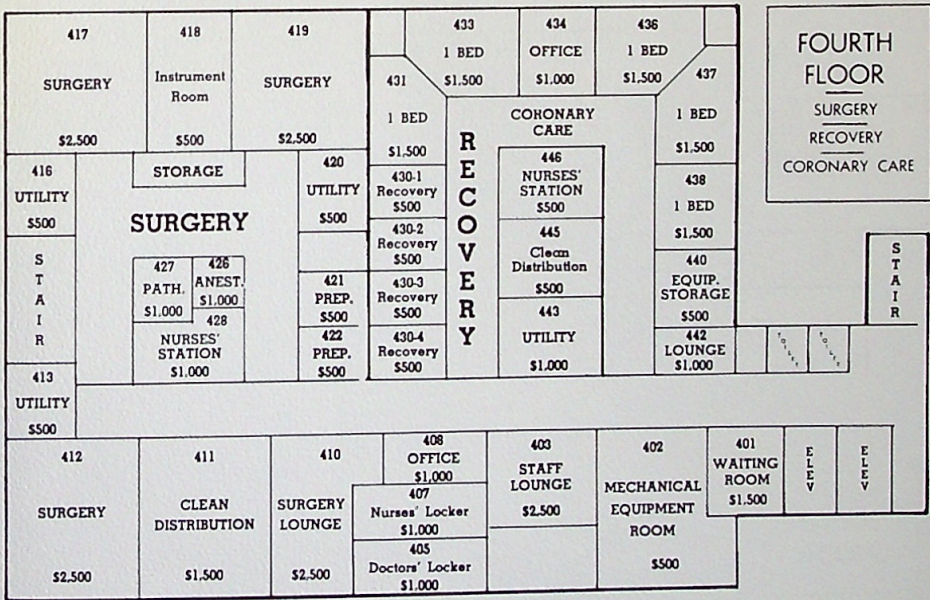 417
SURGERY
$2,500
418
Instrument
Room
$500
419
SURGERY
$2,500
433
1 BED
$1,500
434
OFFICE
$1,000
436
1 BED
$1,500
FOURTH
FLOOR
SURGERY
RECOVERY
CORONARY CARE
431
1 BED
$1,500
437
1 BED
$1,500
CORONARY
CARE
RECOVERY
416
UTILITY
$500
STORAGE
420
UTILITY
$500
SURGERY
430-1
Recovery
$500
430-2
Recovery
$500
430-3
Recovery
$500
430-4
Recovery
$500
446
NURSES'
STATION
$500
445
Clean
Distribution
$500
443
UTILITY
$1,000
438
1 BED
$1,500
440
EQUIP.
STORAGE
$500
442
LOUNGE
$1,000
TOILET
TOILET
STAIR
STAIR
427
PATH.
$1,000
426
ANEST.
$1,000
428
NURSES'
STATION
$1,000
421
PREP.
$500
422
PREP.
$500
413
UTILITY
$500
412
SURGERY
$2,500
411
CLEAN
DISTRIBUTION
$1,500
410
SURGERY
LOUNGE
$2,500
408
OFFICE
$1,000
407
Nurses' Locker
$1,000
405
Doctors' Locker
$1,000
403
STAFF
LOUNGE
$2,500
402
MECHANICAL
EQUIPMENT
ROOM
$500
401
WAITING
ROOM
$1,500
ELEV
ELEV